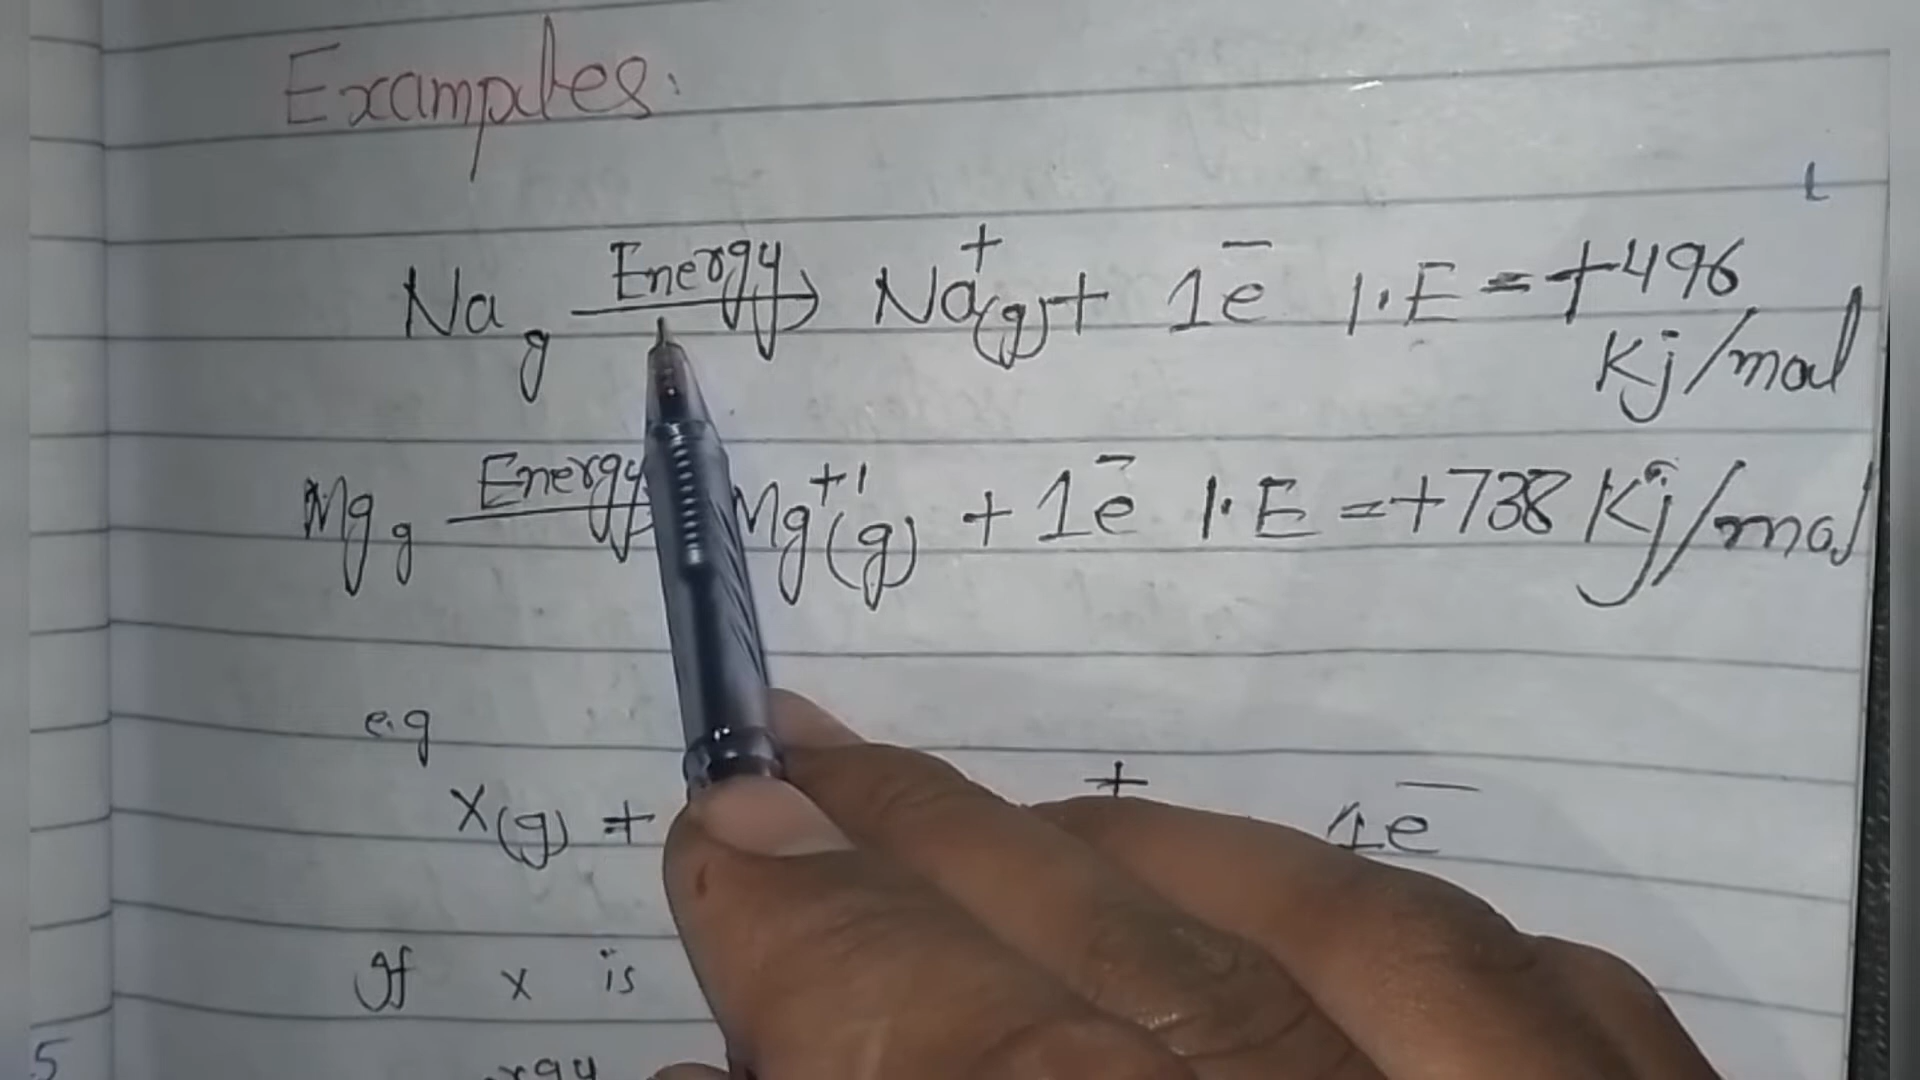 Examples:
Na g Energy → Na⁺(g) + 1e⁻ I.E = +496
Kj/mol
Mg g Energy Mg⁺¹(g) + 1e⁻ I.E = +738 Kj/mol
e.g
X(g) + + 1e⁻
If x is
5